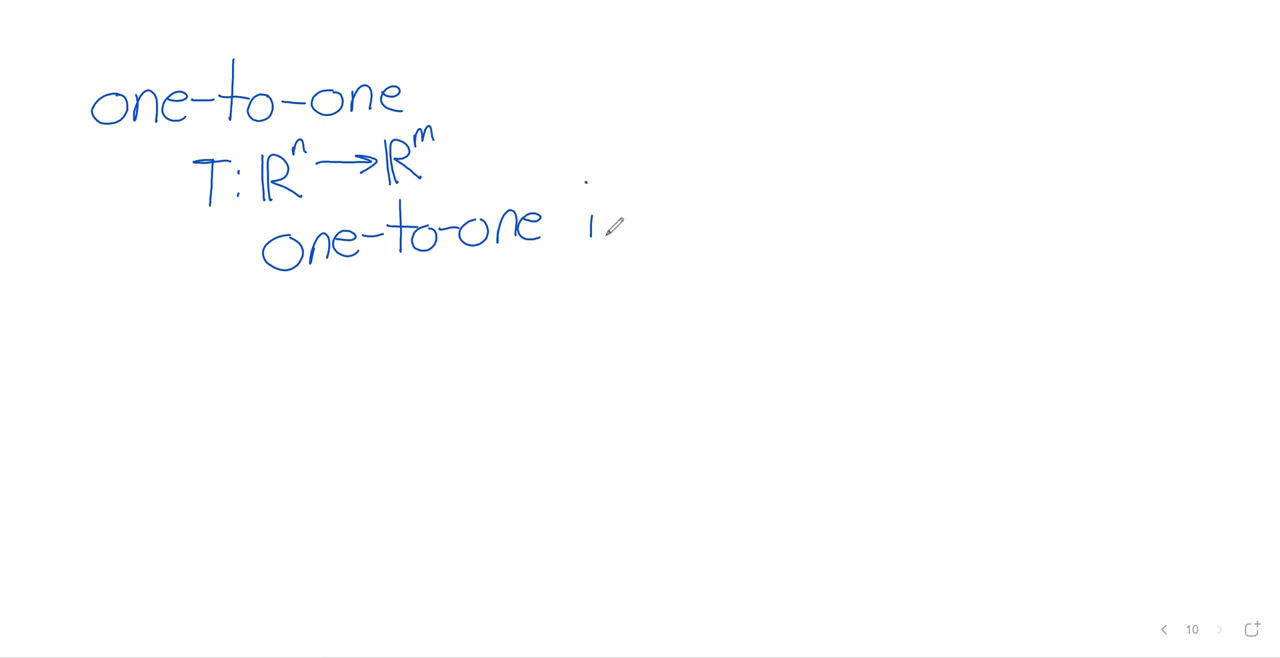 one-to-one
T: ℝⁿ → ℝᵐ
one-to-one i
10